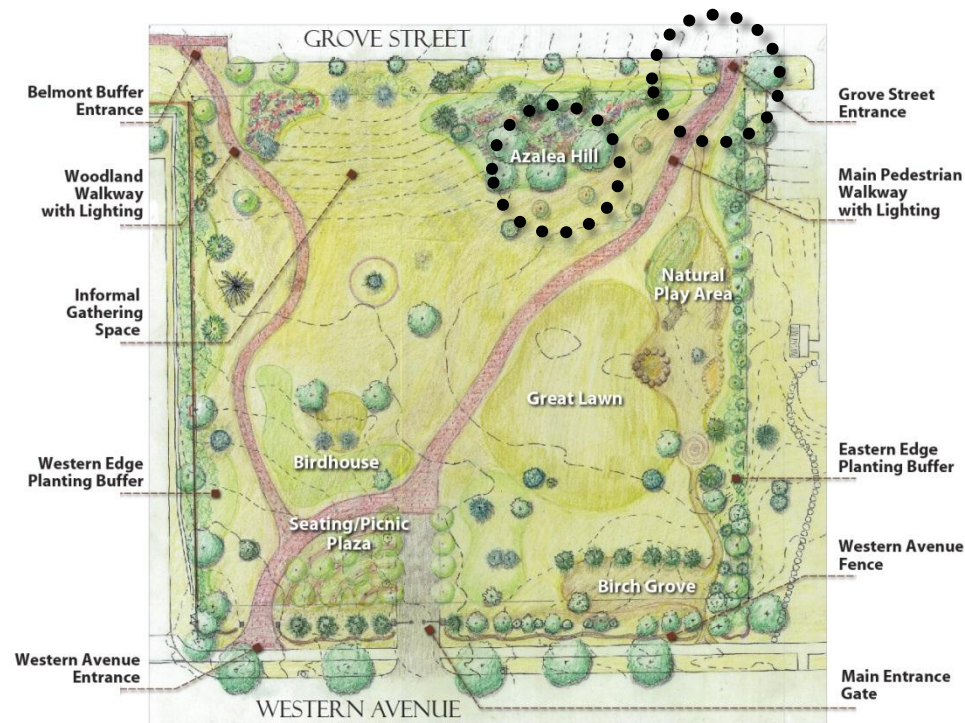 GROVE STREET
Belmont Buffer
Entrance
Grove Street
Entrance
Azalea Hill
Woodland
Walkway
with Lighting
Main Pedestrian
Walkway
with Lighting
Natural
Play Area
Informal
Gathering
Space
Great Lawn
Birdhouse
Western Edge
Planting Buffer
Eastern Edge
Planting Buffer
Seating/Picnic
Plaza
Western Avenue
Fence
Birch Grove
Western Avenue
Entrance
Main Entrance
Gate
WESTERN AVENUE